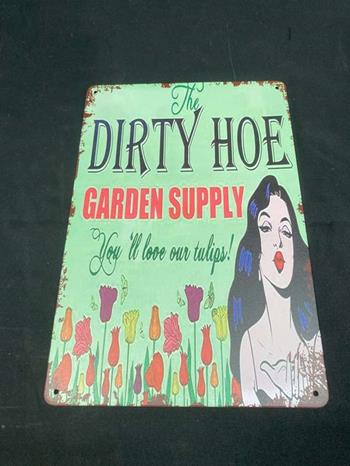 The
DIRTY HOE
GARDEN SUPPLY
You'll love our tulips!